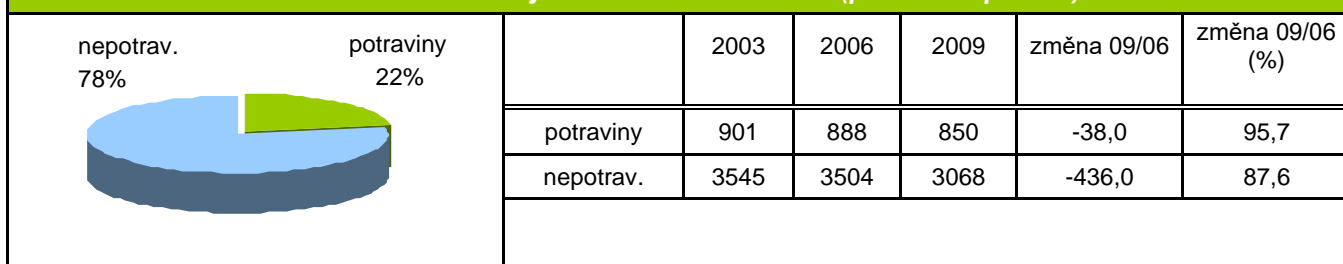 nepotrav.
78%
potraviny
22%
2003 2006 2009 změna 09/06 změna 09/06
(%)
potraviny 901 888 850 -38,0 95,7
nepotrav. 3545 3504 3068 -436,0 87,6